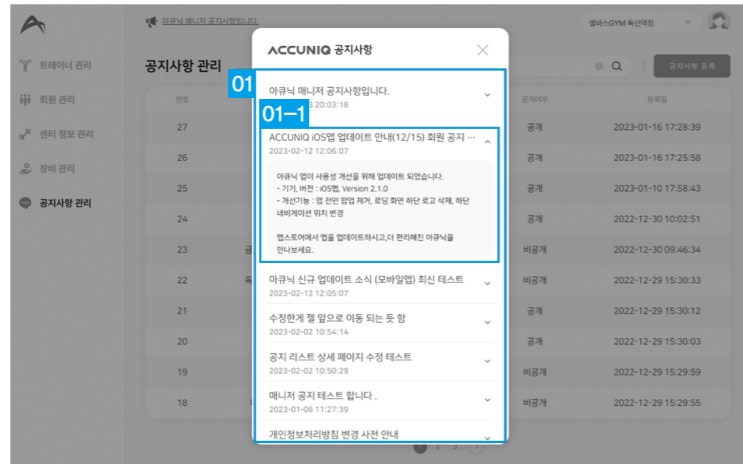 아큐닉 매니저 공지사항입니다.
셀바스GYM 독산역점
트레이너 관리
회원 관리
센터 정보 관리
장비 관리
공지사항 관리
공지사항 관리
공지사항 등록
번호
공개여부
등록일
27
공개
2023-01-16 17:28:39
26
공개
2023-01-16 17:25:58
25
공개
2023-01-10 17:58:43
24
공개
2022-12-30 10:02:51
23
비공개
2022-12-30 09:46:34
22
비공개
2022-12-29 15:30:33
21
공개
2022-12-29 15:30:12
20
공개
2022-12-29 15:30:03
19
비공개
2022-12-29 15:29:59
18
비공개
2022-12-29 15:29:55
1 2 3
ACCUNIQ 공지사항
01
아큐닉 매니저 공지사항입니다.
3 20:03:18
01-1
ACCUNIQ iOS앱 업데이트 안내(12/15) 회원 공지 ···
2023-02-12 12:06:07
아큐닉 앱이 사용성 개선을 위해 업데이트 되었습니다.
- 기기, 버전 : iOS앱, Version 2.1.0
- 개선기능 : 앱 전면 팝업 제거, 로딩 화면 하단 로고 삭제, 하단
네비게이션 위치 변경
앱스토어에서 앱을 업데이트하시고,더 편리해진 아큐닉을
만나보세요.
아큐닉 신규 업데이트 소식 (모바일앱) 최신 테스트
2023-02-12 12:05:07
수정한게 젤 앞으로 이동 되는 듯 함
2023-02-02 10:54:14
공지 리스트 상세 페이지 수정 테스트
2023-02-02 10:50:29
매니저 공지 테스트 합니다 .
2023-01-06 11:27:39
개인정보처리방침 변경 사전 안내